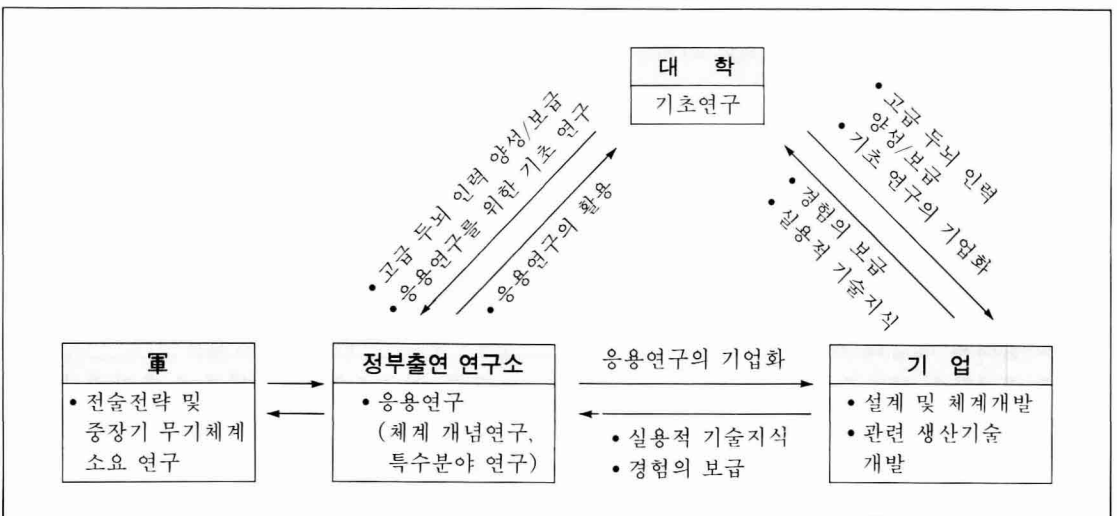 대 학
기초연구
• 고급 두뇌 인력 양성/보급
• 응용연구를 위한 기초 연구
• 응용연구의 활용
• 고급 두뇌 인력
양성/보급
• 기초 연구의 기업화
• 경험의 보급
• 실용적 기술지식
軍
• 전술전략 및
중장기 무기체계
소요 연구
정부출연 연구소
• 응용연구
(체계 개념연구,
특수분야 연구)
응용연구의 기업화
• 실용적 기술지식
• 경험의 보급
기 업
• 설계 및 체계개발
• 관련 생산기술
개발